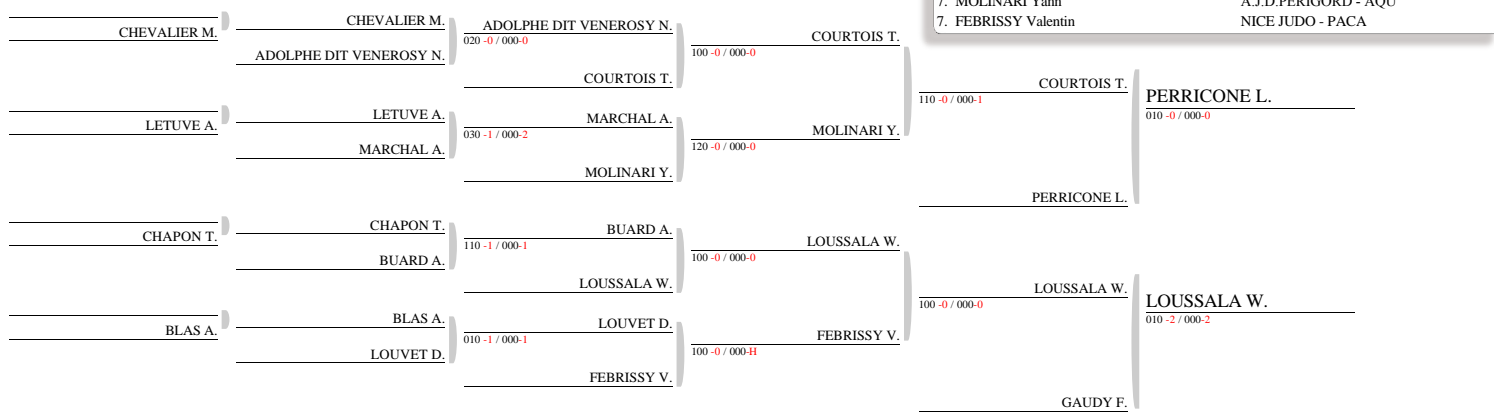 7. MOLINARI Yann A.J.D.PERIGORD - AQU
7. FEBRISSY Valentin NICE JUDO - PACA
CHEVALIER M.
CHEVALIER M.
ADOLPHE DIT VENEROSY N.
ADOLPHE DIT VENEROSY N.
020 -0 / 000-0
COURTOIS T.
COURTOIS T.
100 -0 / 000-0
LETUVE A.
LETUVE A.
MARCHAL A.
MARCHAL A.
030 -1 / 000-2
MOLINARI Y.
MOLINARI Y.
120 -0 / 000-0
COURTOIS T.
110 -0 / 000-1
PERRICONE L.
PERRICONE L.
010 -0 / 000-0
CHAPON T.
CHAPON T.
BUARD A.
BUARD A.
110 -1 / 000-1
LOUSSALA W.
LOUSSALA W.
100 -0 / 000-0
BLAS A.
BLAS A.
LOUVET D.
LOUVET D.
010 -1 / 000-1
FEBRISSY V.
FEBRISSY V.
100 -0 / 000-H
LOUSSALA W.
100 -0 / 000-0
GAUDY F.
LOUSSALA W.
010 -2 / 000-2